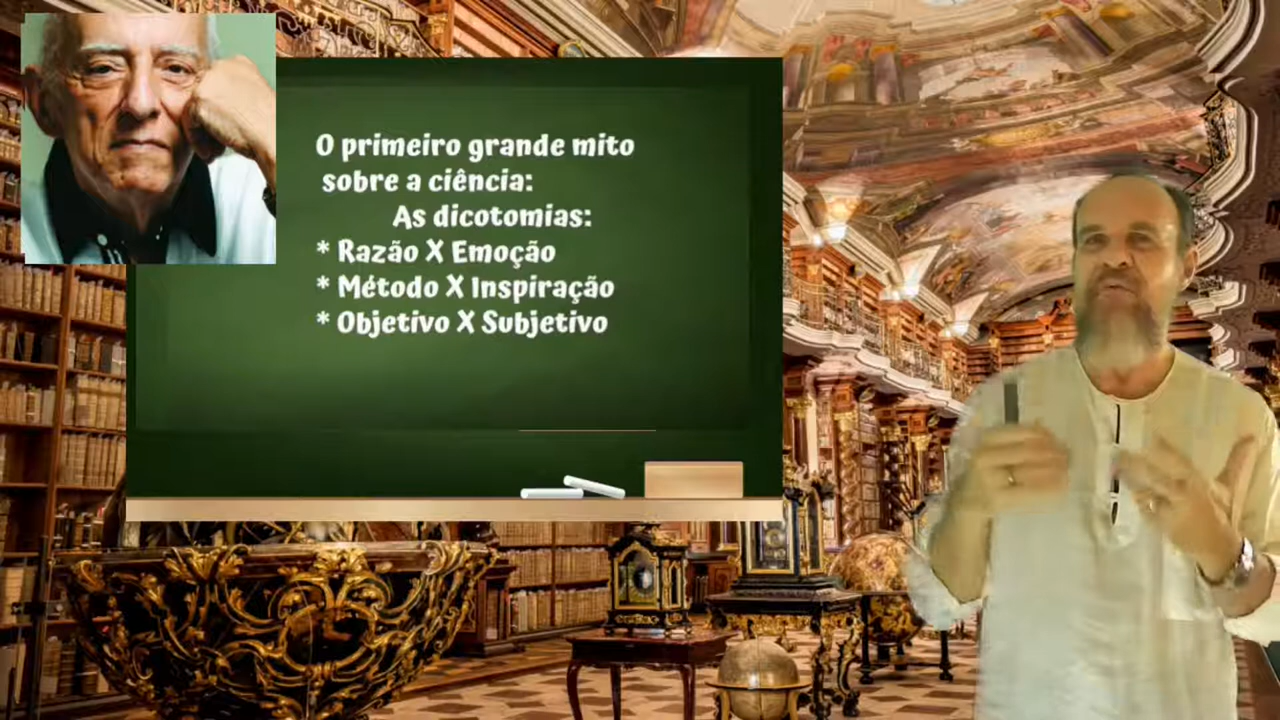 O primeiro grande mito
sobre a ciência:
As dicotomias:
* Razão X Emoção
* Método X Inspiração
* Objetivo X Subjetivo